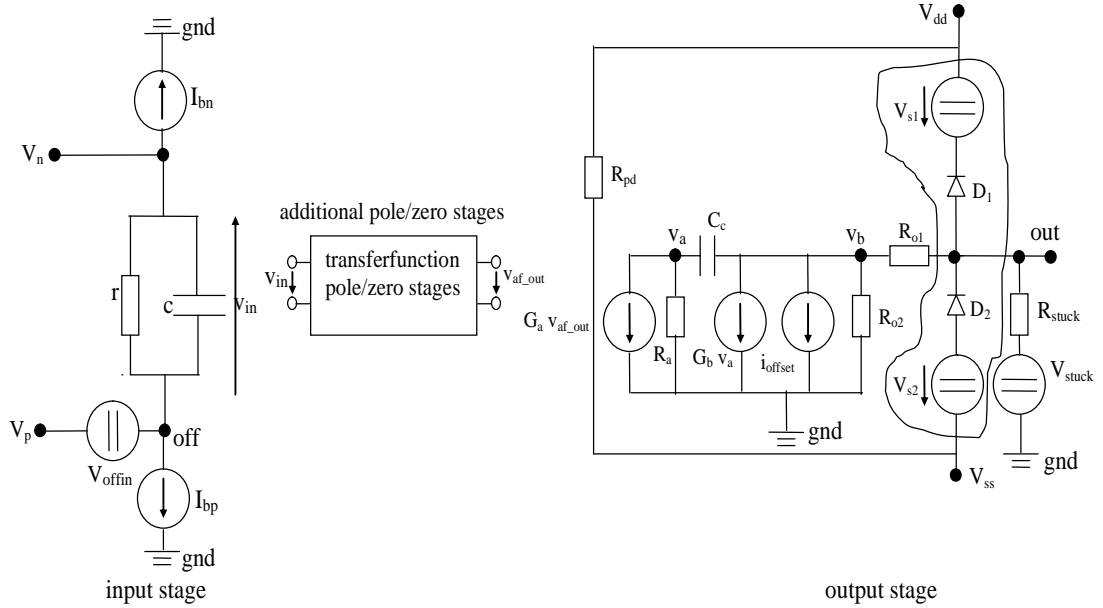 gnd
I_bn
V_n
r
c
v_in
V_p
off
V_offin
I_bp
gnd
input stage
additional pole/zero stages
v_in
transferfunction
pole/zero stages
v_af_out
V_dd
V_s1
R_pd
D_1
v_a
C_c
v_b
R_o1
out
G_a v_af_out
R_a
G_b v_a
i_offset
R_o2
D_2
R_stuck
V_s2
V_stuck
gnd
gnd
V_ss
output stage